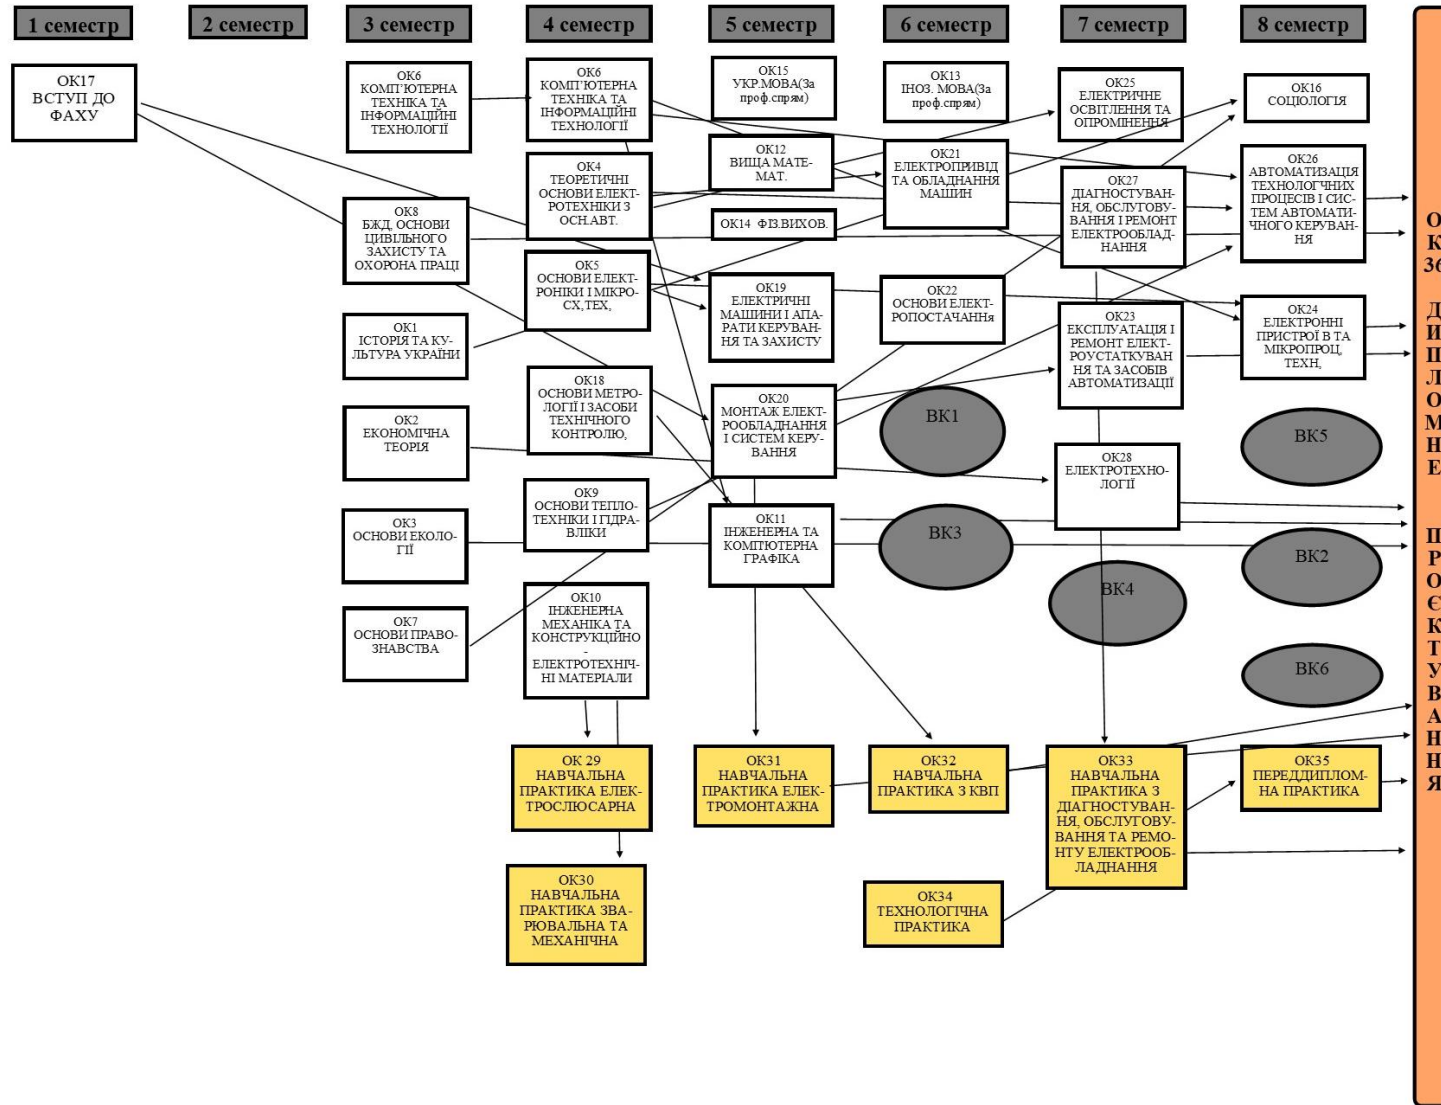 1 семестр
2 семестр
3 семестр
4 семестр
5 семестр
6 семестр
7 семестр
8 семестр
ОК17
ВСТУП ДО
ФАХУ
ОК6
КОМП’ЮТЕРНА
ТЕХНІКА ТА
ІНФОРМАЦІЙНІ
ТЕХНОЛОГІЇ
ОК8
БЖД, ОСНОВИ
ЦИВІЛЬНОГО
ЗАХИСТУ ТА
ОХОРОНА ПРАЦІ
ОК1
ІСТОРІЯ ТА КУ-
ЛЬТУРА УКРАЇНИ
ОК2
ЕКОНОМІЧНА
ТЕОРІЯ
ОК3
ОСНОВИ ЕКОЛО-
ГІЇ
ОК7
ОСНОВИ ПРАВО-
ЗНАВСТВА
ОК6
КОМП’ЮТЕРНА
ТЕХНІКА ТА
ІНФОРМАЦІЙНІ
ТЕХНОЛОГІЇ
ОК4
ТЕОРЕТИЧНІ
ОСНОВИ ЕЛЕКТ-
РОТЕХНІКИ З
ОСН.АВТ.
ОК5
ОСНОВИ ЕЛЕКТ-
РОНІКИ І МІКРО-
СХ,ТЕХ,
ОК18
ОСНОВИ МЕТРО-
ЛОГІЇ І ЗАСОБИ
ТЕХНІЧНОГО
КОНТРОЛЮ,
ОК9
ОСНОВИ ТЕПЛО-
ТЕХНІКИ І ГІДРА-
ВЛІКИ
ОК10
ІНЖЕНЕРНА
МЕХАНІКА ТА
КОНСТРУКЦІЙНО
-
ЕЛЕКТРОТЕХНІЧ-
НІ МАТЕРІАЛИ
ОК 29
НАВЧАЛЬНА
ПРАКТИКА ЕЛЕК-
ТРОСЛЮСАРНА
ОК30
НАВЧАЛЬНА
ПРАКТИКА ЗВА-
РЮВАЛЬНА ТА
МЕХАНІЧНА
ОК15
УКР.МОВА(За
проф.спрям)
ОК12
ВИЩА МАТЕ-
МАТ.
ОК14 ФІЗ.ВИХОВ.
ОК19
ЕЛЕКТРИЧНІ
МАШИНИ І АПА-
РАТИ КЕРУВАН-
НЯ ТА ЗАХИСТУ
ОК20
МОНТАЖ ЕЛЕКТ-
РООБЛАДНАННЯ
І СИСТЕМ КЕРУ-
ВАННЯ
ОК11
ІНЖЕНЕРНА ТА
КОМП'ЮТЕРНА
ГРАФІКА
ОК31
НАВЧАЛЬНА
ПРАКТИКА ЕЛЕК-
ТРОМОНТАЖНА
ОК13
ІНОЗ. МОВА(За
проф.спрям)
ОК21
ЕЛЕКТРОПРИВІД
ТА ОБЛАДНАННЯ
МАШИН
ОК22
ОСНОВИ ЕЛЕКТ-
РОПОСТАЧАННя
ВК1
ВК3
ОК32
НАВЧАЛЬНА
ПРАКТИКА З КВП
ОК34
ТЕХНОЛОГІЧНА
ПРАКТИКА
ОК25
ЕЛЕКТРИЧНЕ
ОСВІТЛЕННЯ ТА
ОПРОМІНЕННЯ
ОК27
ДІАГНОСТУВАН-
НЯ, ОБСЛУГОВУ-
ВАННЯ І РЕМОНТ
ЕЛЕКТРООБЛАД-
НАННЯ
ОК23
ЕКСПЛУАТАЦІЯ І
РЕМОНТ ЕЛЕКТ-
РОУСТАТКУВАН
НЯ ТА ЗАСОБІВ
АВТОМАТИЗАЦІЇ
ОК28
ЕЛЕКТРОТЕХНО-
ЛОГІЇ
ВК4
ОК33
НАВЧАЛЬНА
ПРАКТИКА З
ДІАГНОСТУВАН-
НЯ, ОБСЛУГОВУ-
ВАННЯ ТА РЕМО-
НТУ ЕЛЕКТРООБ-
ЛАДНАННЯ
ОК16
СОЦІОЛОГІЯ
ОК26
АВТОМАТИЗАЦІЯ
ТЕХНОЛОГЧНИХ
ПРОЦЕСІВ І СИС-
ТЕМ АВТОМАТИ-
ЧНОГО КЕРУВАН-
НЯ
ОК24
ЕЛЕКТРОННІ
ПРИСТРОЇ В ТА
МІКРОПРОЦ,
ТЕХН,
ВК5
ВК2
ВК6
ОК35
ПЕРЕДДИПЛОМ-
НА ПРАКТИКА
О
К
36
Д
И
П
Л
О
М
Н
Е
П
Р
О
Є
К
Т
У
В
А
Н
Н
Я